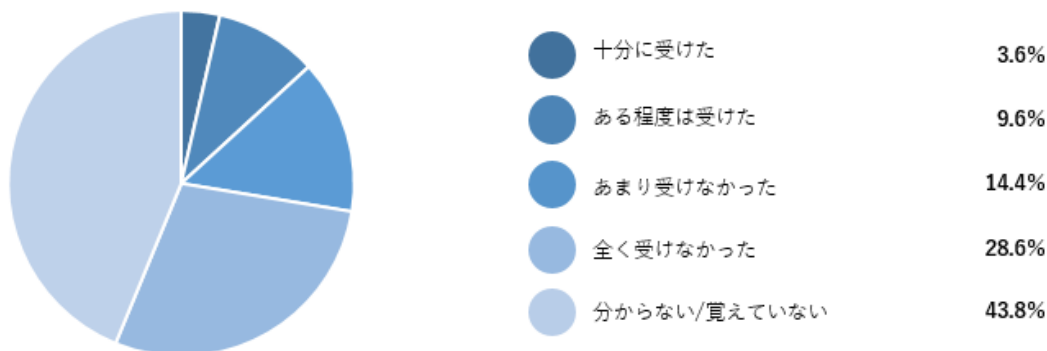 十分に受けた 3.6%
ある程度は受けた 9.6%
あまり受けなかった 14.4%
全く受けなかった 28.6%
分からない/覚えていない 43.8%